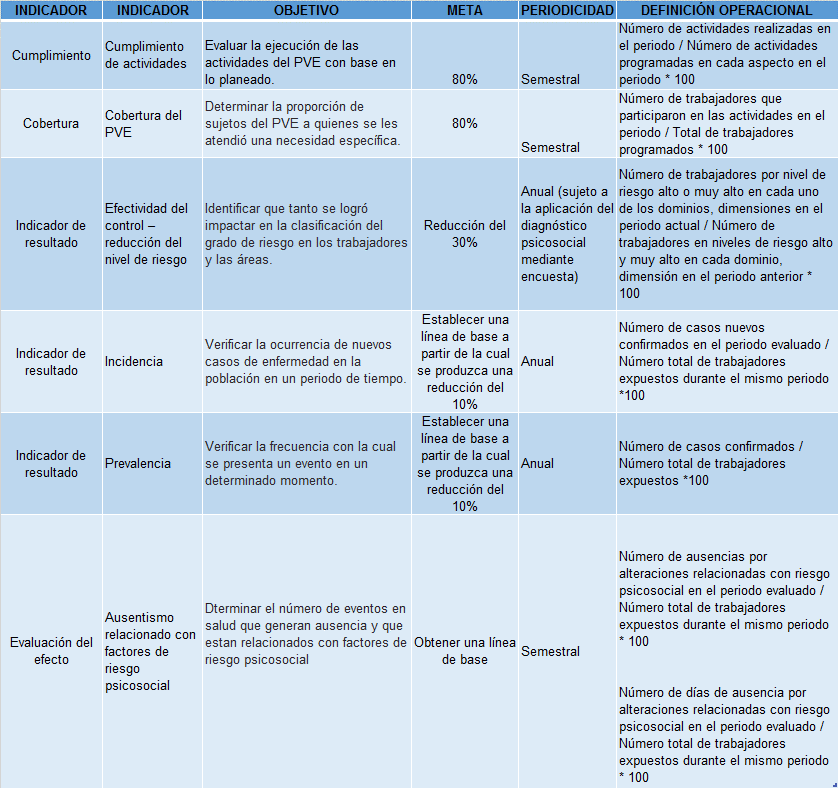 INDICADOR INDICADOR OBJETIVO META PERIODICIDAD DEFINICIÓN OPERACIONAL
Cumplimiento
Cumplimiento
de actividades
Evaluar la ejecución de las
actividades del PVE con base en
lo planeado.
80%
Semestral
Número de actividades realizadas en
el periodo / Número de actividades
programadas en cada aspecto en el
periodo * 100
Cobertura
Cobertura del
PVE
Determinar la proporción de
sujetos del PVE a quienes se les
atendió una necesidad específica.
80%
Semestral
Número de trabajadores que
participaron en las actividades en el
periodo / Total de trabajadores
programados * 100
Indicador de
resultado
Efectividad del
control –
reducción del
nivel de riesgo
Identificar que tanto se logró
impactar en la clasificación del
grado de riesgo en los trabajadores
y las áreas.
Reducción del
30%
Anual (sujeto a
la aplicación del
diagnóstico
psicosocial
mediante
encuesta)
Número de trabajadores por nivel de
riesgo alto o muy alto en cada uno
de los dominios, dimensiones en el
periodo actual / Número de
trabajadores en niveles de riesgo alto
y muy alto en cada dominio,
dimensión en el periodo anterior *
100
Indicador de
resultado
Incidencia
Verificar la ocurrencia de nuevos
casos de enfermedad en la
población en un periodo de tiempo.
Establecer una
línea de base a
partir de la cual
se produzca una
reducción del
10%
Anual
Número de casos nuevos
confirmados en el periodo evaluado /
Número total de trabajadores
expuestos durante el mismo periodo
*100
Indicador de
resultado
Prevalencia
Verificar la frecuencia con la cual
se presenta un evento en un
determinado momento.
Establecer una
línea de base a
partir de la cual
se produzca una
reducción del
10%
Anual
Número de casos confirmados /
Número total de trabajadores
expuestos *100
Evaluación del
efecto
Ausentismo
relacionado con
factores de
riesgo
psicosocial
Dterminar el número de eventos en
salud que generan ausencia y que
estan relacionados con factores de
riesgo psicosocial
Obtener una línea
de base
Semestral
Número de ausencias por
alteraciones relacionadas con riesgo
psicosocial en el periodo evaluado /
Número total de trabajadores
expuestos durante el mismo periodo
* 100
Número de días de ausencia por
alteraciones relacionadas con riesgo
psicosocial en el periodo evaluado /
Número total de trabajadores
expuestos durante el mismo periodo
* 100